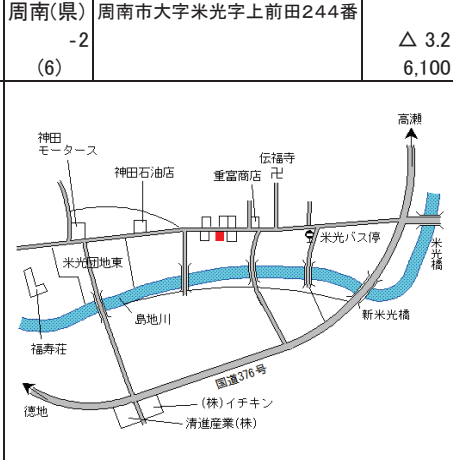 周南(県)
-2
(6)
周南市大字米光字上前田244番
△ 3.2
6,100
高瀬
神田
モータース
神田石油店
伝福寺
卍
重富商店
米光バス停
米光橋
米光団地東
島地川
新米光橋
福寿荘
国道376号
徳地
(株)イチキン
清進産業(株)